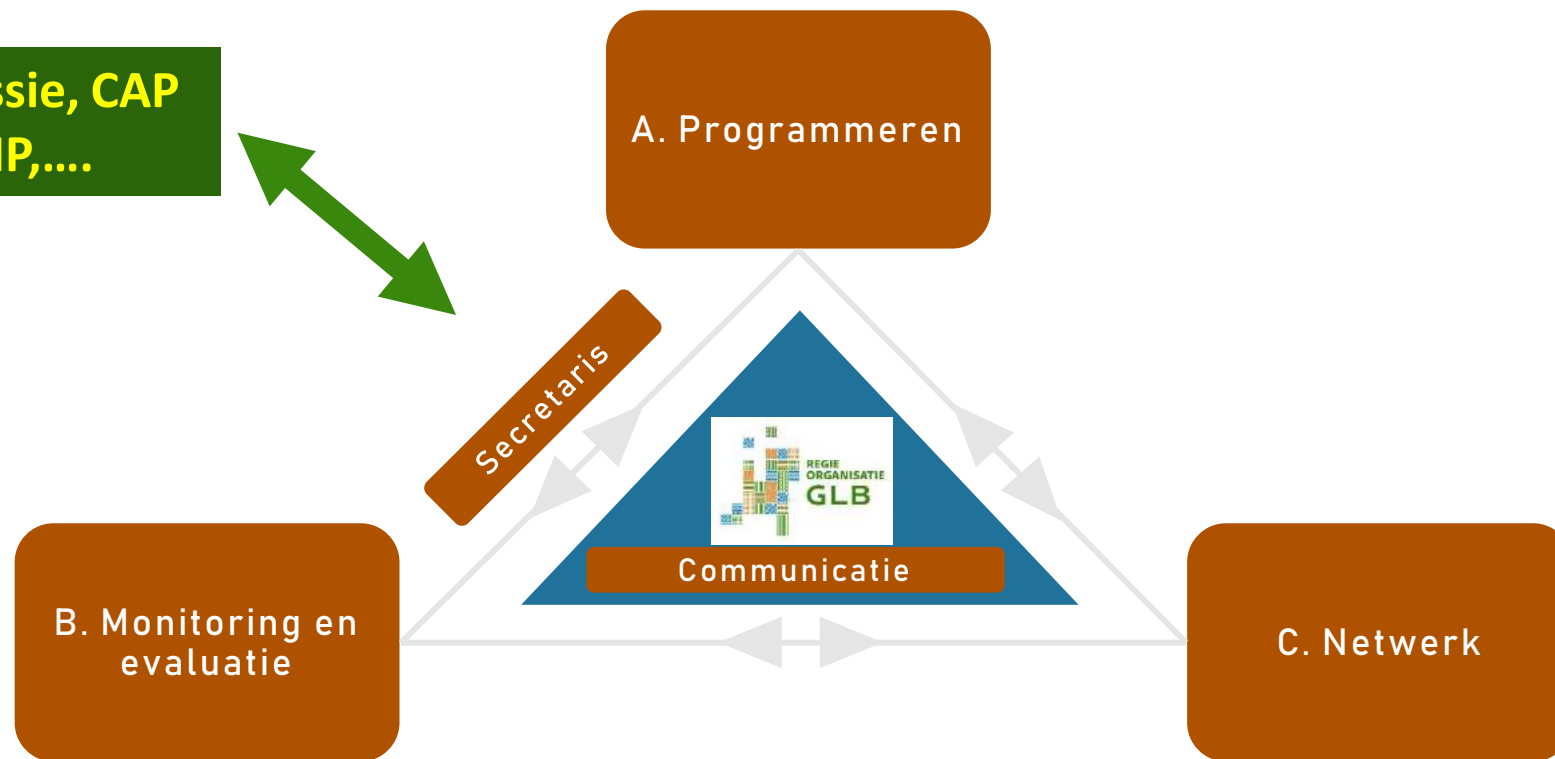 ssie, CAP
IP,....
A. Programmeren
Secretaris
REGIE
ORGANISATIE
GLB
Communicatie
B. Monitoring en
evaluatie
C. Netwerk